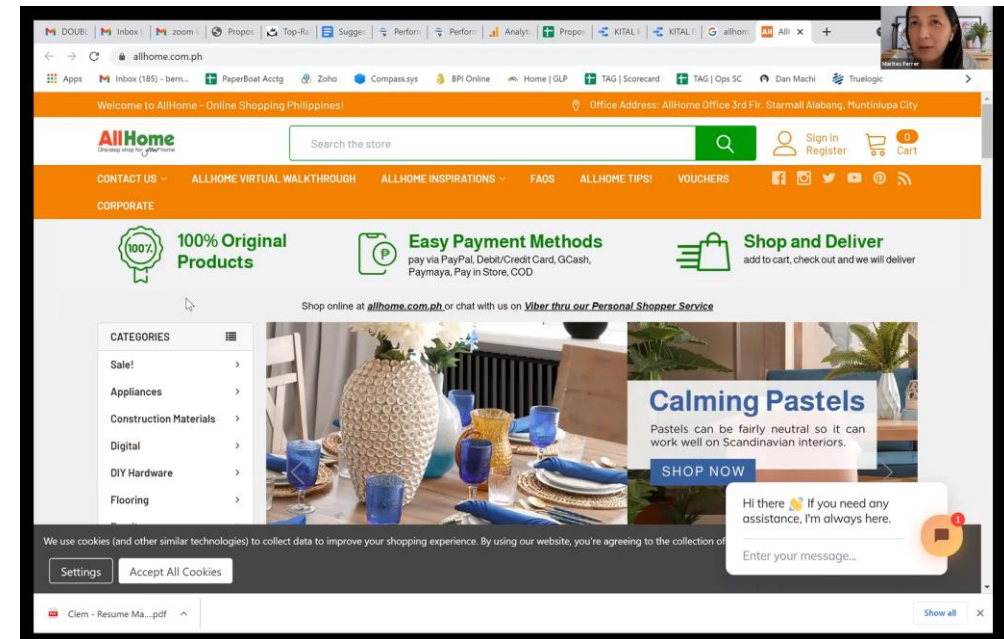 DOUBL
Inbox (
zoom i
Propos
Top-Ra
Sugges
Perform
Perform
Analyt
Propos
KITAL F
KITAL F
allhom
All
Marites Ferrer
allhome.com.ph
Apps
Inbox (185) - bern...
PaperBoat Acctg
Zoho
Compass.sys
BPI Online
Home | GLP
TAG | Scorecard
TAG | Ops SC
Dan Machi
Truelogic
Welcome to AllHome - Online Shopping Philippines!
Office Address: AllHome Office 3rd Flr. Starmall Alabang, Muntinlupa City
AllHome
One-stop shop for your home
Search the store
Sign in
Register
0
Cart
CONTACT US
ALLHOME VIRTUAL WALKTHROUGH
ALLHOME INSPIRATIONS
FAQS
ALLHOME TIPS!
VOUCHERS
CORPORATE
100%
100% Original
Products
Easy Payment Methods
pay via PayPal, Debit/Credit Card, GCash,
Paymaya, Pay in Store, COD
Shop and Deliver
add to cart, check out and we will deliver
Shop online at allhome.com.ph or chat with us on Viber thru our Personal Shopper Service
CATEGORIES
Sale!
Appliances
Construction Materials
Digital
DIY Hardware
Flooring
Calming Pastels
Pastels can be fairly neutral so it can
work well on Scandinavian interiors.
SHOP NOW
Hi there 👋 If you need any
assistance, I'm always here.
Enter your message...
1
We use cookies (and other similar technologies) to collect data to improve your shopping experience. By using our website, you're agreeing to the collection of
Settings
Accept All Cookies
Clem - Resume Ma....pdf
Show all